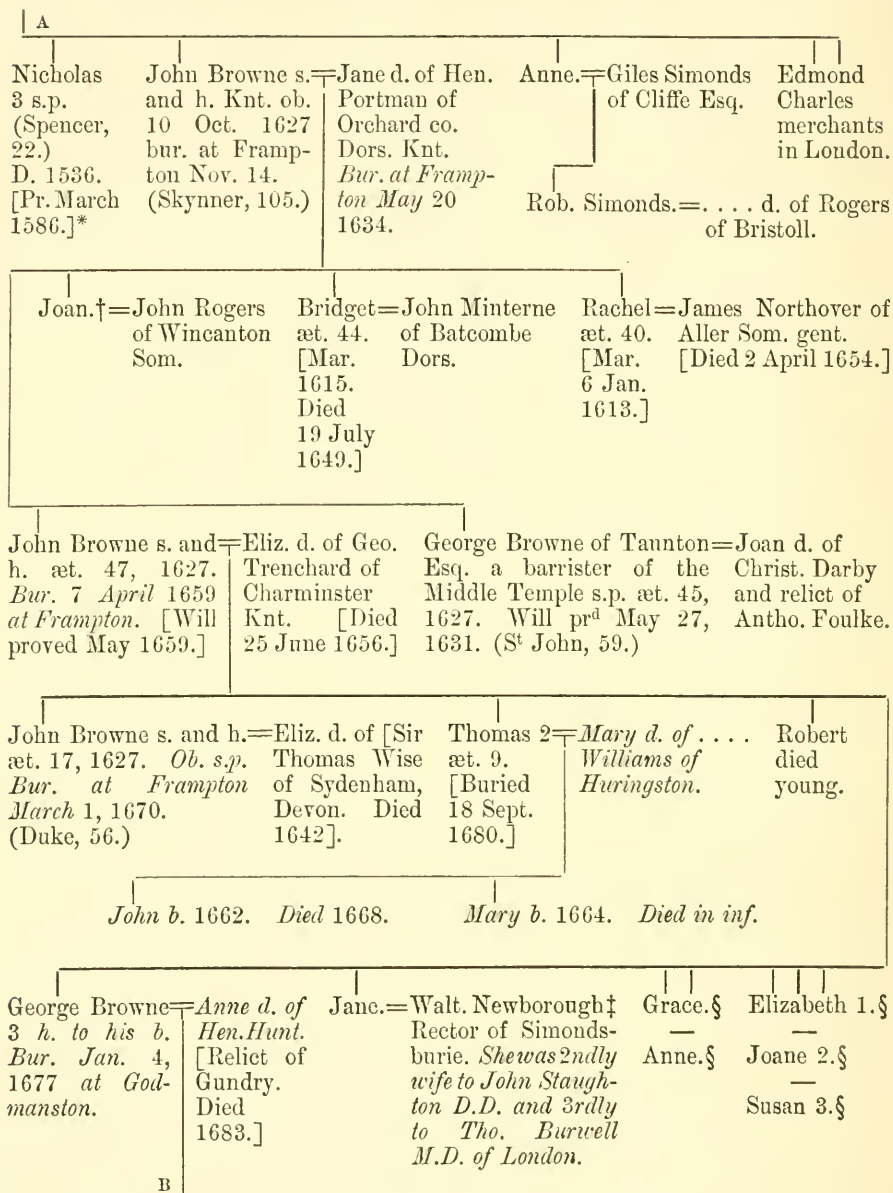 A
Nicholas
3 s.p.
(Spencer,
22.)
D. 1536.
[Pr. March
1586.]*
John Browne s.
and h. Knt. ob.
10 Oct. 1627
bur. at Framp-
ton Nov. 14.
(Skynner, 105.)
Jane d. of Hen.
Portman of
Orchard co.
Dors. Knt.
Bur. at Framp-
ton May 20
1634.
Anne.
Giles Simonds
of Cliffe Esq.
Edmond
Charles
merchants
in London.
Rob. Simonds.=. . . . d. of Rogers
of Bristoll.
Joan.†=John Rogers
of Wincanton
Som.
Bridget=John Minterne
æt. 44.
[Mar.
1615.
Died
19 July
1649.]
of Batcombe
Dors.
Rachel=James Northover of
æt. 40.
[Mar.
6 Jan.
1613.]
Aller Som. gent.
[Died 2 April 1654.]
John Browne s. and
h. æt. 47, 1627.
Bur. 7 April 1659
at Frampton. [Will
proved May 1659.]
Eliz. d. of Geo.
Trenchard of
Charminster
Knt. [Died
25 June 1656.]
George Browne of Taunton=
Esq. a barrister of the
Middle Temple s.p. æt. 45,
1627. Will prd May 27,
1631. (St John, 59.)
Joan d. of
Christ. Darby
and relict of
Antho. Foulke.
John Browne s. and h.=
æt. 17, 1627. Ob. s.p.
Bur. at Frampton
March 1, 1670.
(Duke, 56.)
Eliz. d. of [Sir
Thomas Wise
of Sydenham,
Devon. Died
1642].
Thomas 2
æt. 9.
[Buried
18 Sept.
1680.]
Mary d. of . . . .
Williams of
Huringston.
Robert
died
young.
John b. 1662. Died 1668.
Mary b. 1664. Died in inf.
George Browne
3 h. to his b.
Bur. Jan. 4,
1677 at God-
manston.
Anne d. of
Hen. Hunt.
[Relict of
Gundry.
Died
1683.]
Jane.=Walt. Newborough‡
Rector of Simonds-
burie. She was 2ndly
wife to John Staugh-
ton D.D. and 3rdly
to Tho. Burwell
M.D. of London.
Grace.§
—
Anne.§
Elizabeth 1.§
—
Joane 2.§
—
Susan 3.§
B